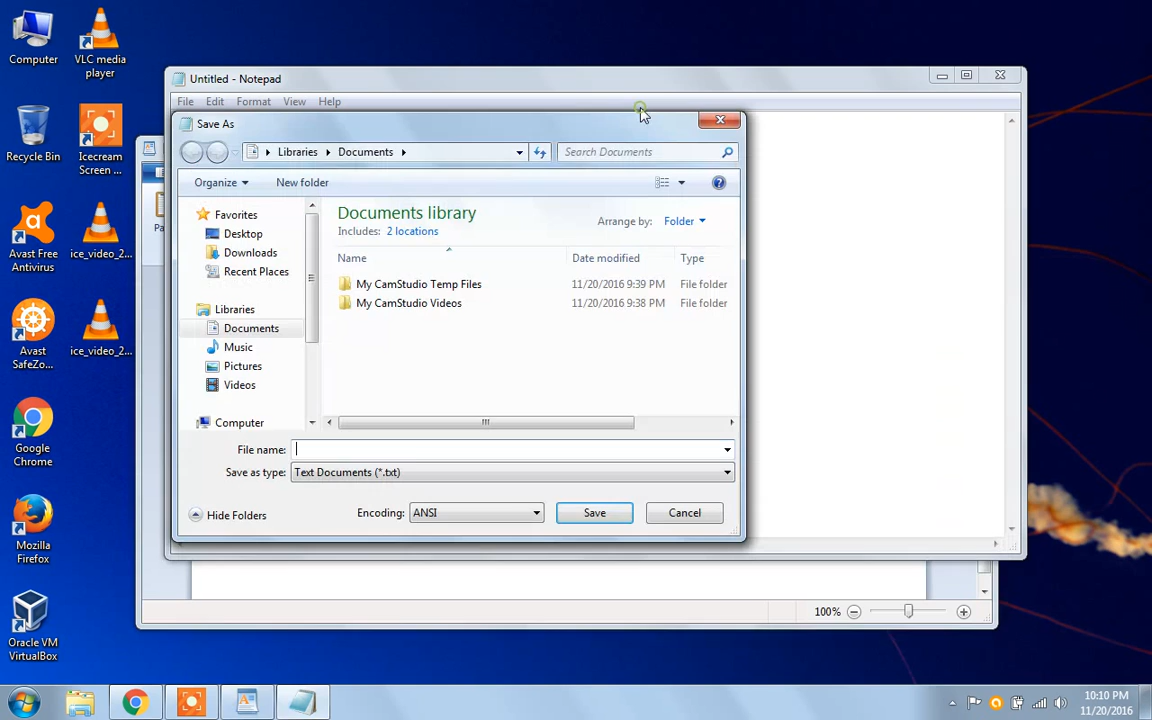 Computer
VLC media
player
Recycle Bin
Icecream
Screen ...
Avast Free
Antivirus
ice_video_2...
Avast
SafeZo...
ice_video_2...
Google
Chrome
Mozilla
Firefox
Oracle VM
VirtualBox
Untitled - Notepad
File Edit Format View Help
Save As
Libraries Documents
Search Documents
Organize New folder
Favorites
Desktop
Downloads
Recent Places
Libraries
Documents
Music
Pictures
Videos
Computer
Documents library
Includes: 2 locations
Arrange by: Folder
Name Date modified Type
My CamStudio Temp Files 11/20/2016 9:39 PM File folder
My CamStudio Videos 11/20/2016 9:38 PM File folder
File name:
Save as type: Text Documents (*.txt)
Hide Folders
Encoding: ANSI
Save
Cancel
100%
10:10 PM
11/20/2016